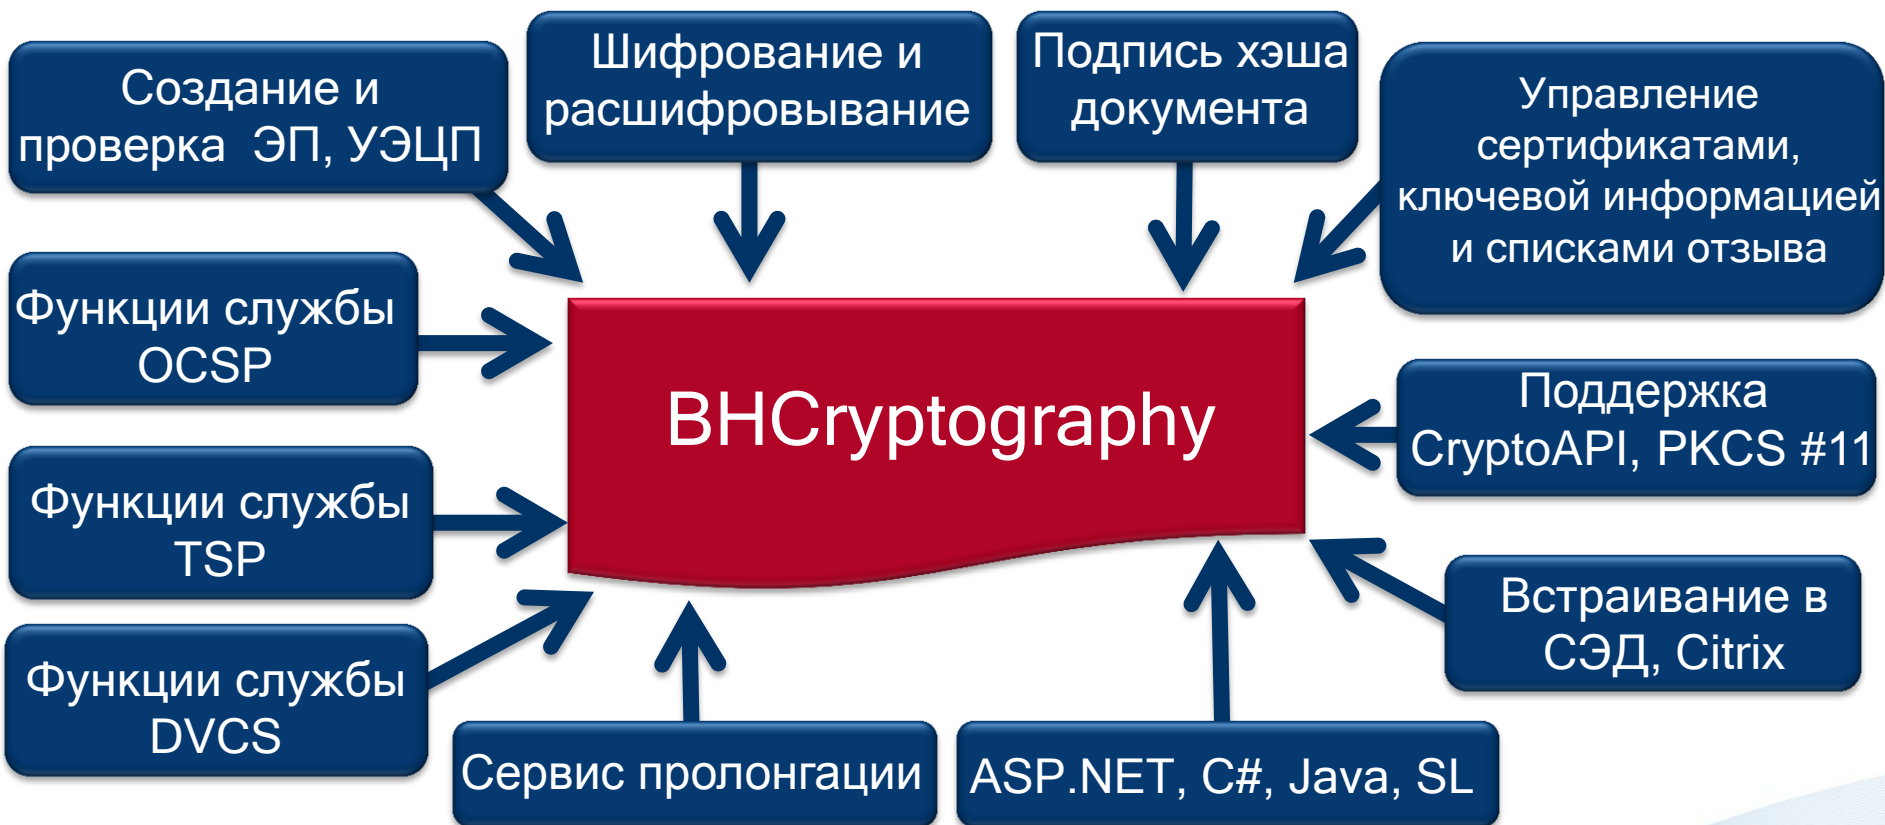 Создание и
проверка ЭП, УЭЦП
Шифрование и
расшифровывание
Подпись хэша
документа
Управление
сертификатами,
ключевой информацией
и списками отзыва
Функции службы
OCSP
BHCryptography
Поддержка
CryptoAPI, PKCS #11
Функции службы
TSP
Встраивание в
СЭД, Citrix
Функции службы
DVCS
Сервис пролонгации
ASP.NET, C#, Java, SL